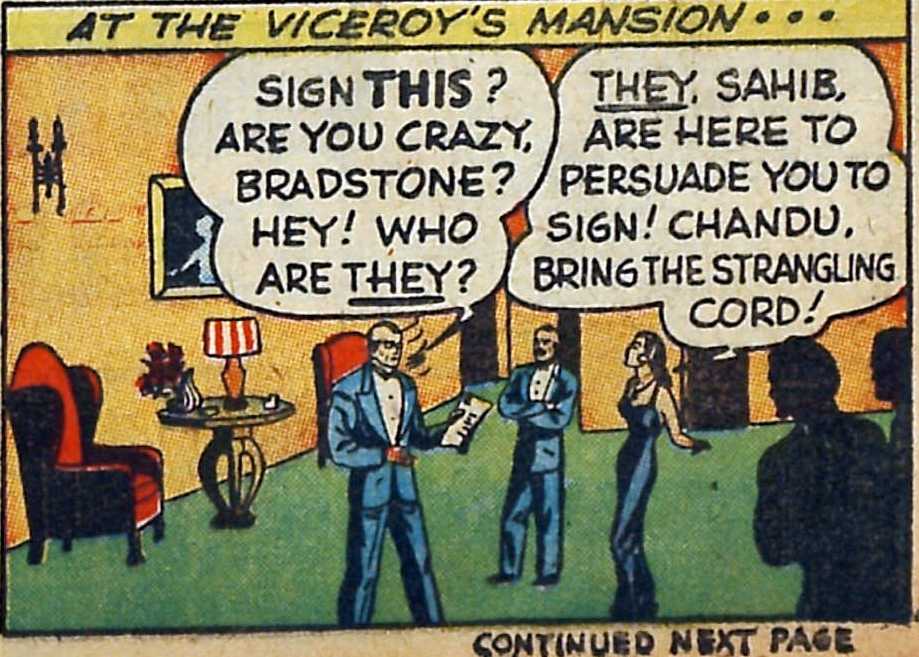 AT THE VICEROY'S MANSION...
SIGN THIS?
ARE YOU CRAZY,
BRADSTONE?
HEY! WHO
ARE THEY?
THEY, SAHIB,
ARE HERE TO
PERSUADE YOU TO
SIGN! CHANDU,
BRING THE STRANGLING
CORD!
CONTINUED NEXT PAGE